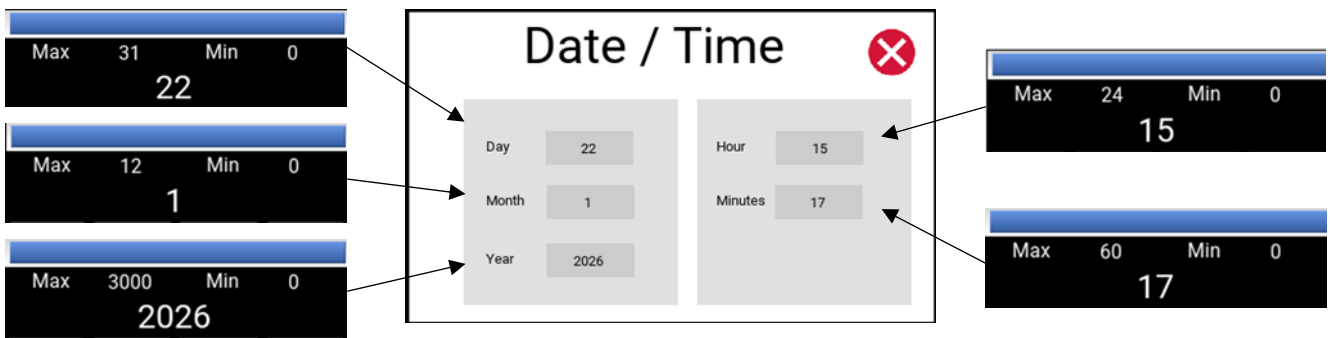 Max 31 Min 0
22
Max 12 Min 0
1
Max 3000 Min 0
2026
Date / Time
Day 22
Month 1
Year 2026
Hour 15
Minutes 17
Max 24 Min 0
15
Max 60 Min 0
17